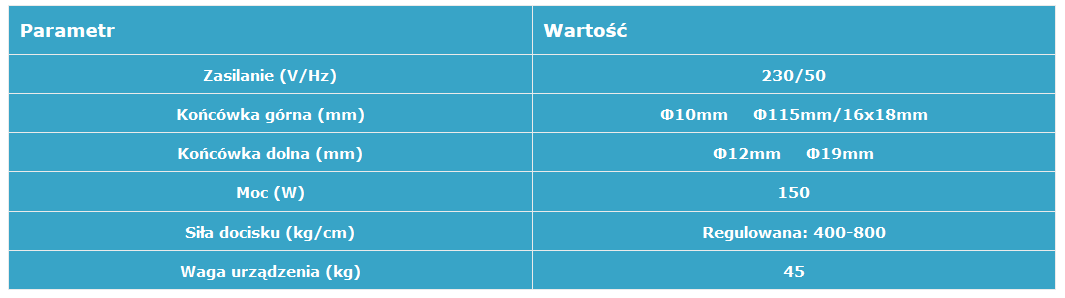 Parametr Wartość
Zasilanie (V/Hz) 230/50
Końcówka górna (mm) Φ10mm Φ115mm/16x18mm
Końcówka dolna (mm) Φ12mm Φ19mm
Moc (W) 150
Siła docisku (kg/cm) Regulowana: 400-800
Waga urządzenia (kg) 45